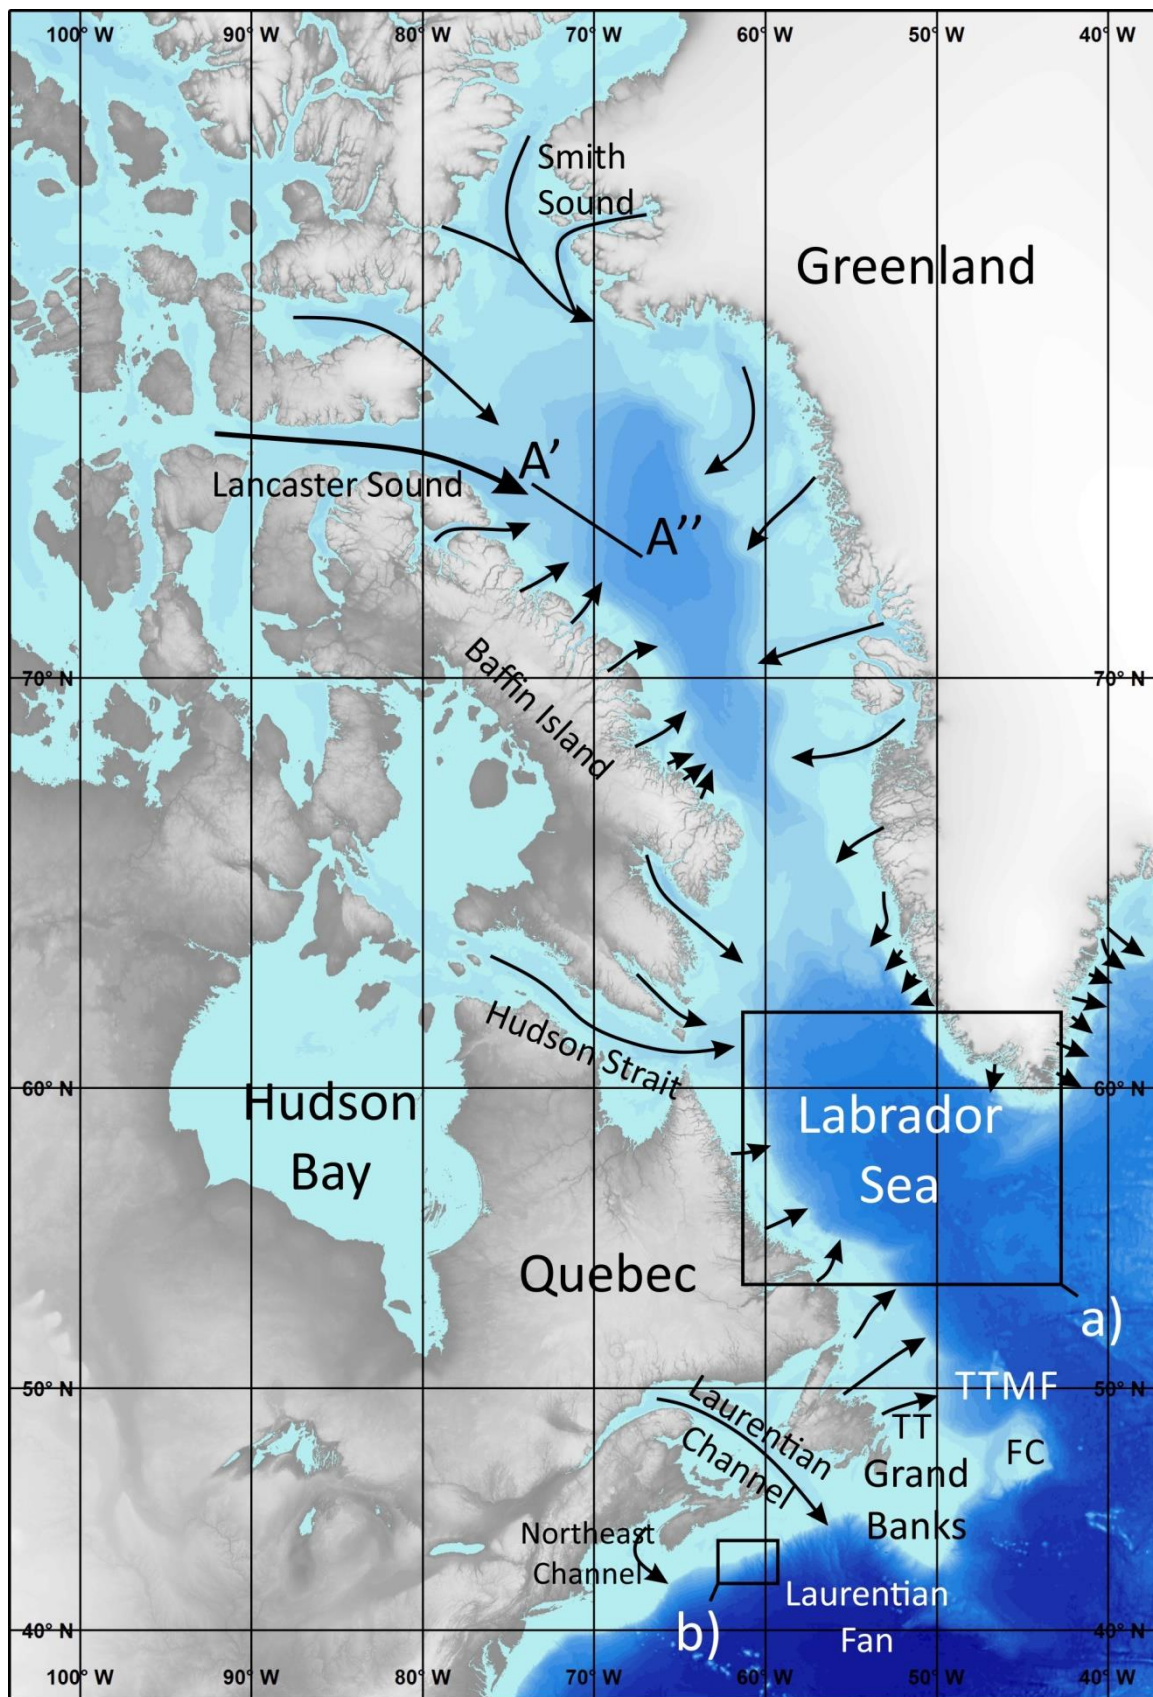 100° W 90° W 80° W 70° W 60° W 50° W 40° W
Smith
Sound
Greenland
A'
Lancaster Sound
A''
Baffin Island
70° N 70° N
Hudson Strait
60° N 60° N
Hudson
Bay
Labrador
Sea
Quebec
a)
50° N 50° N
TTMF
Laurentian
Channel
TT
FC
Grand
Banks
Northeast
Channel
Laurentian
Fan
b)
40° N 40° N
100° W 90° W 80° W 70° W 60° W 50° W 40° W